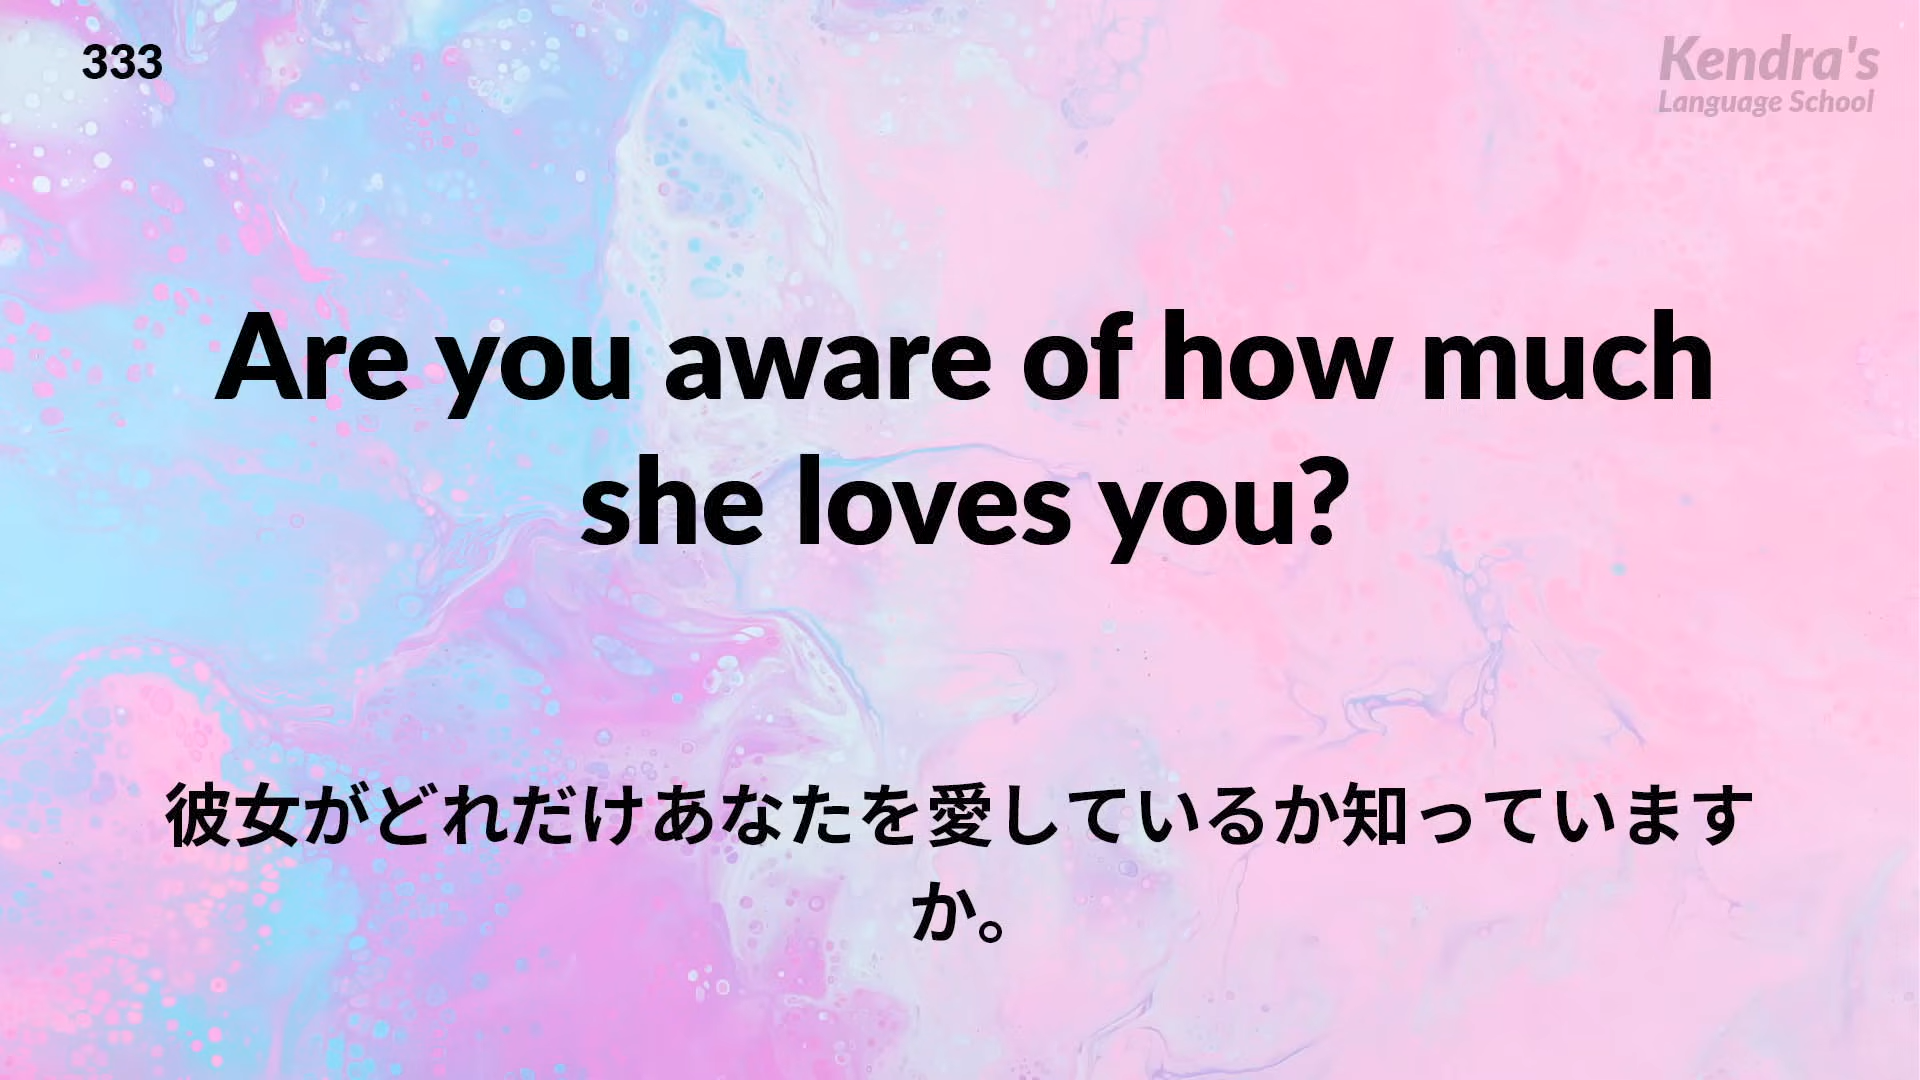 333
Kendra's
Language School
Are you aware of how much
she loves you?
彼女がどれだけあなたを愛しているか知っています
か。